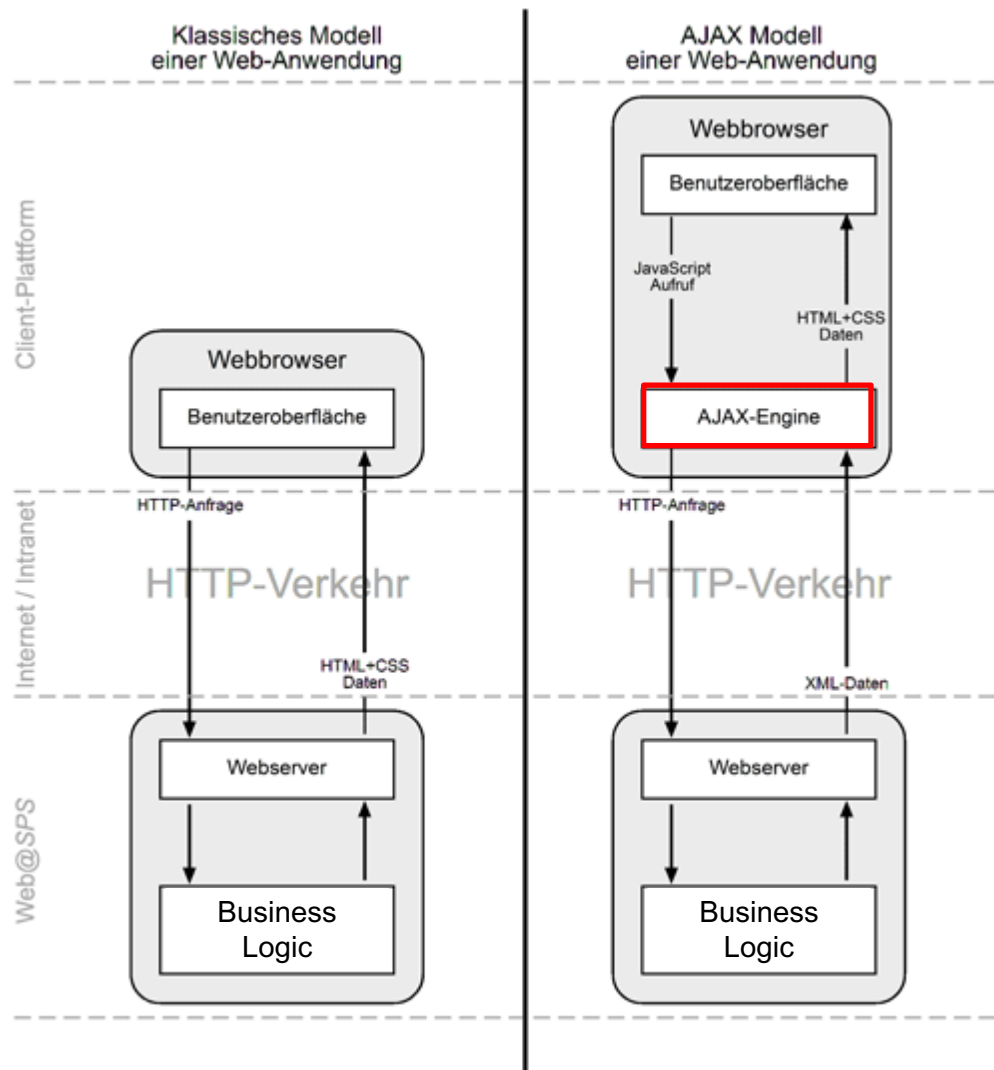 Klassisches Modell
einer Web-Anwendung
AJAX Modell
einer Web-Anwendung
Client-Plattform
Webbrowser
Benutzeroberfläche
JavaScript
Aufruf
HTML+CSS
Daten
AJAX-Engine
Webbrowser
Benutzeroberfläche
Internet / Intranet
HTTP-Anfrage
HTTP-Verkehr
HTML+CSS
Daten
HTTP-Anfrage
HTTP-Verkehr
XML-Daten
Web@SPS
Webserver
Business
Logic
Webserver
Business
Logic